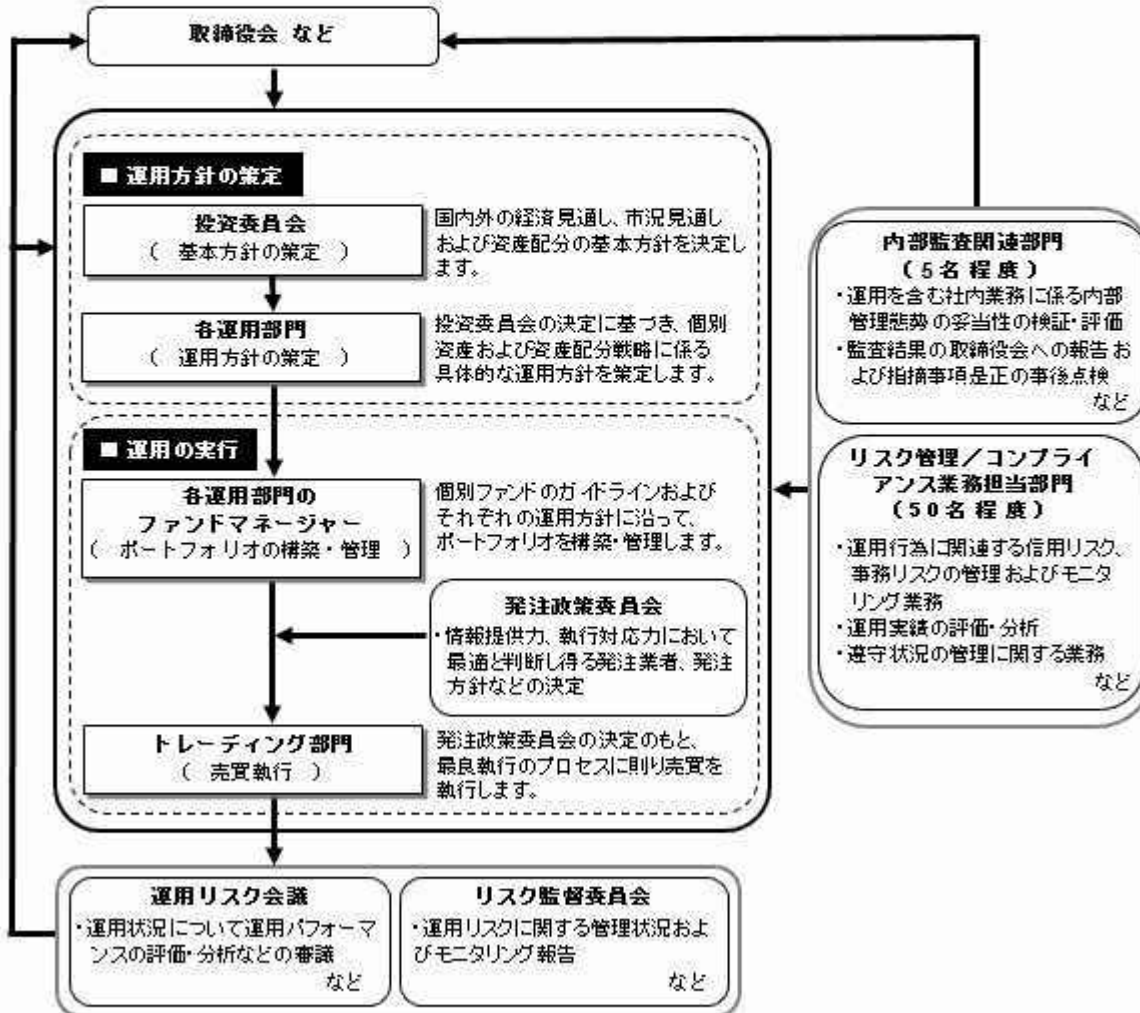 取締役会 など
■ 運用方針の策定
投資委員会
( 基本方針の策定 )
国内外の経済見通し、市況見通し
および資産配分の基本方針を決定し
ます。
各運用部門
( 運用方針の策定 )
投資委員会の決定に基づき、個別
資産および資産配分戦略に係る
具体的な運用方針を策定します。
■ 運用の実行
各運用部門の
ファンドマネージャー
( ポートフォリオの構築・管理 )
個別ファンドのガイドラインおよび
それぞれの運用方針に沿って、
ポートフォリオを構築・管理します。
発注政策委員会
・情報提供力、執行対応力において
最適と判断し得る発注業者、発注
方針などの決定
トレーディング部門
( 売買執行 )
発注政策委員会の決定のもと、
最良執行のプロセスに則り売買を
執行します。
内部監査関連部門
(5名程度)
・運用を含む社内業務に係る内部
管理態勢の妥当性の検証・評価
・監査結果の取締役会への報告お
よび指摘事項是正の事後点検
など
リスク管理/コンプライ
アンス業務担当部門
(50名程度)
・運用行為に関連する信用リスク、
事務リスクの管理およびモニタ
リング業務
・運用実績の評価・分析
・遵守状況の管理に関する業務
など
運用リスク会議
・運用状況について運用パフォーマ
ンスの評価・分析などの審議
など
リスク監督委員会
・運用リスクに関する管理状況およ
びモニタリング報告
など